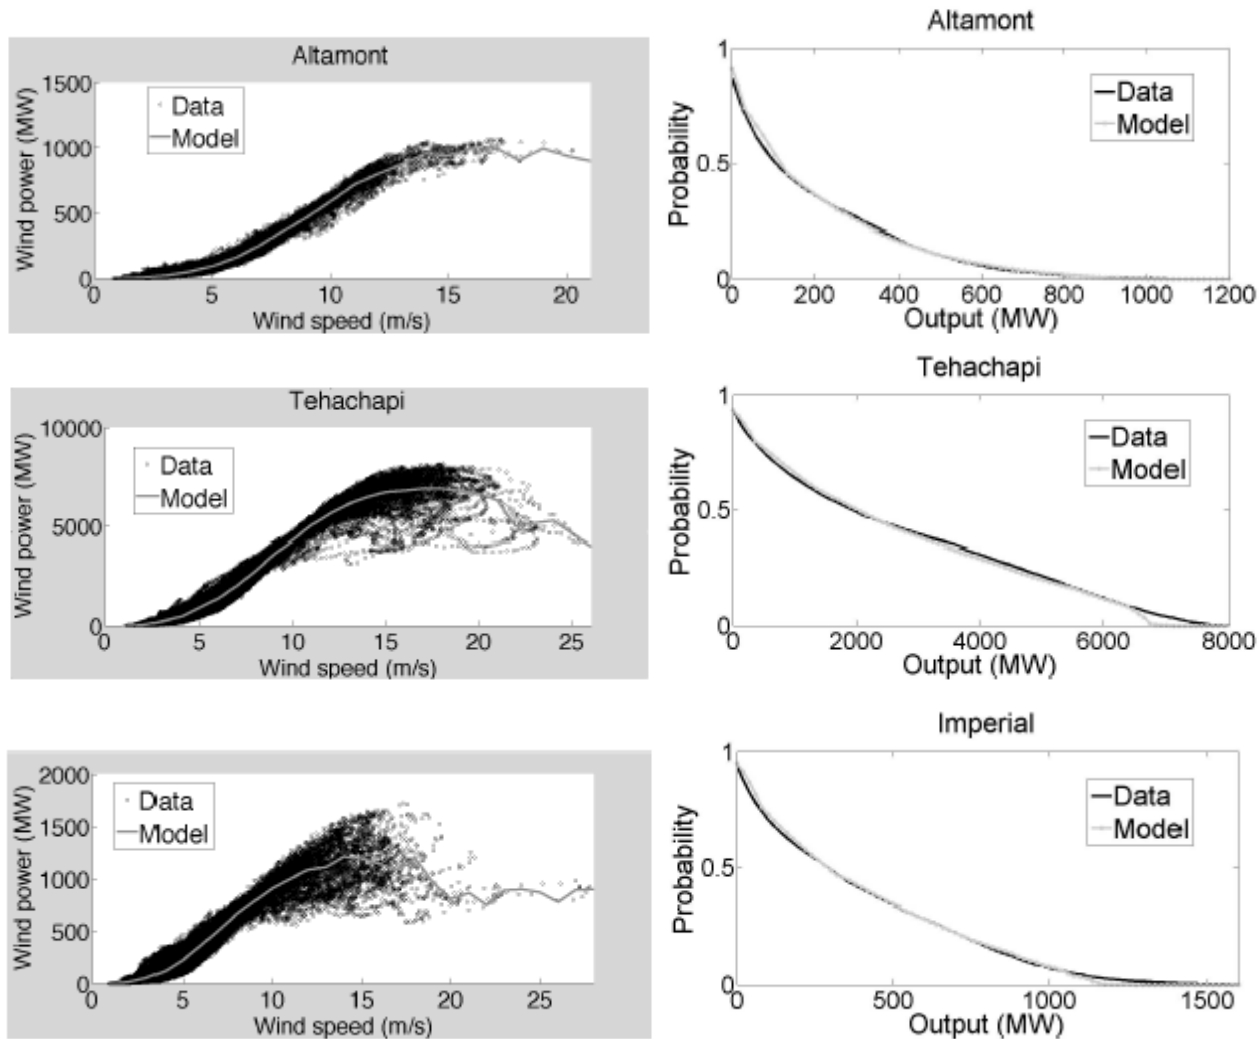 Altamont
Wind power (MW)
1500
1000
500
0
Data
Model
0 5 10 15 20
Wind speed (m/s)
Altamont
Probability
1
0.5
0
Data
Model
0 200 400 600 800 1000 1200
Output (MW)
Tehachapi
Wind power (MW)
10000
5000
0
Data
Model
0 5 10 15 20 25
Wind speed (m/s)
Tehachapi
Probability
1
0.5
0
Data
Model
0 2000 4000 6000 8000
Output (MW)
Wind power (MW)
2000
1500
1000
500
0
Data
Model
0 5 10 15 20 25
Wind speed (m/s)
Imperial
Probability
1
0.5
0
Data
Model
0 500 1000 1500
Output (MW)